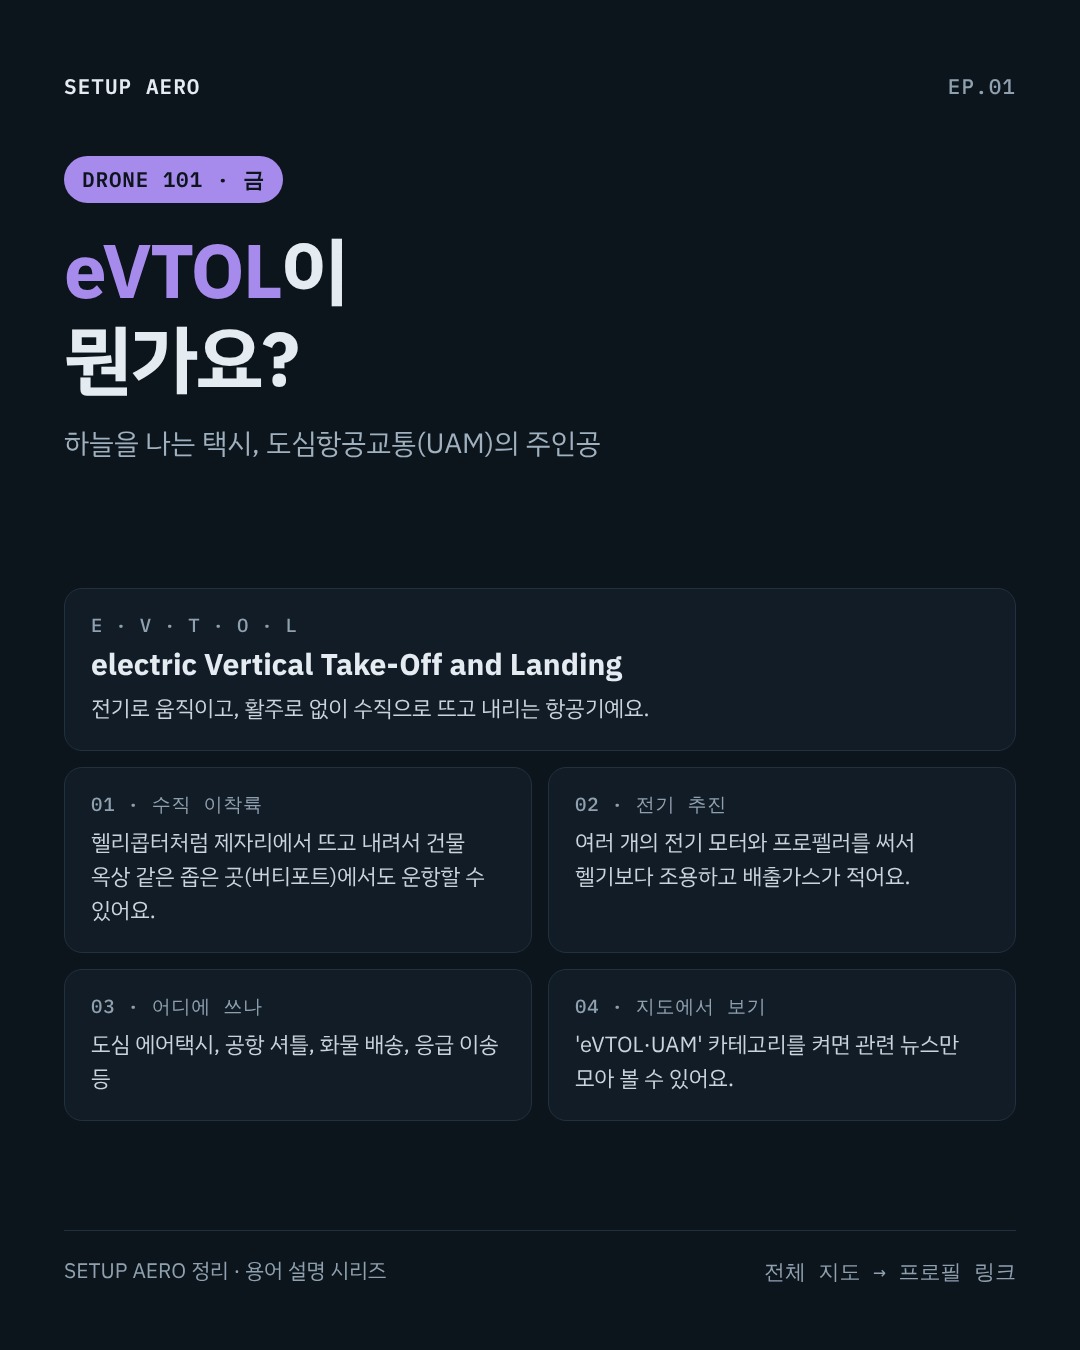 SETUP AERO
EP.01
DRONE 101 · 금
eVTOL이
뭔가요?
하늘을 나는 택시, 도심항공교통(UAM)의 주인공
E · V · T · O · L
electric Vertical Take-Off and Landing
전기로 움직이고, 활주로 없이 수직으로 뜨고 내리는 항공기예요.
01 · 수직 이착륙
헬리콥터처럼 제자리에서 뜨고 내려서 건물
옥상 같은 좁은 곳(버티포트)에서도 운항할 수
있어요.
02 · 전기 추진
여러 개의 전기 모터와 프로펠러를 써서
헬기보다 조용하고 배출가스가 적어요.
03 · 어디에 쓰나
도심 에어택시, 공항 셔틀, 화물 배송, 응급 이송
등
04 · 지도에서 보기
'eVTOL·UAM' 카테고리를 켜면 관련 뉴스만
모아 볼 수 있어요.
SETUP AERO 정리 · 용어 설명 시리즈
전체 지도 → 프로필 링크